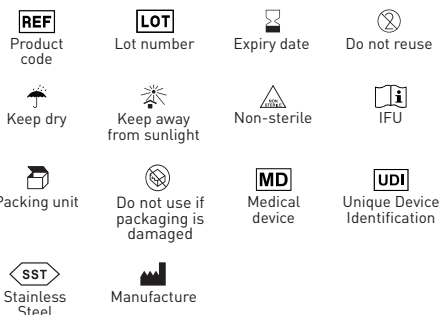 REF
LOT
2
Product code
Lot number
Expiry date
Do not reuse
NON STERILE
i
Keep dry
Keep away from sunlight
Non-sterile
IFU
MD
UDI
Packing unit
Do not use if packaging is damaged
Medical device
Unique Device Identification
SST
Stainless Steel
Manufacture